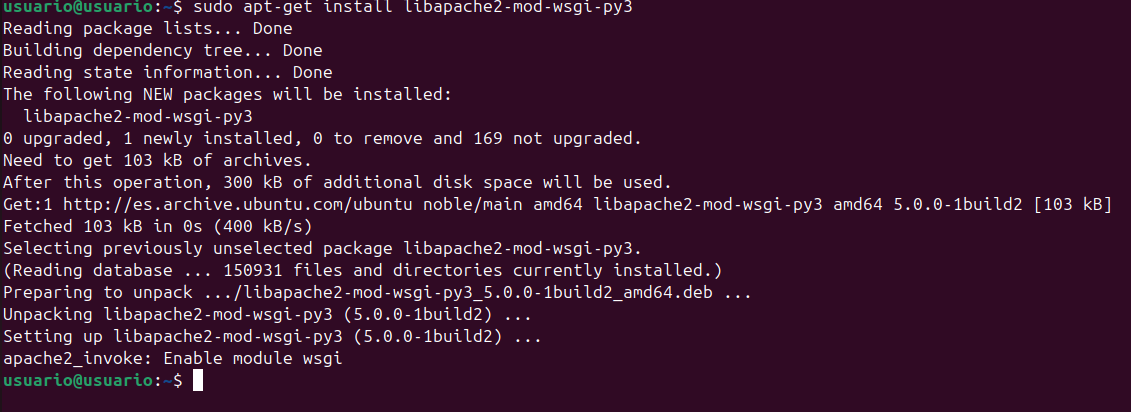 usuario@usuario:~$ sudo apt-get install libapache2-mod-wsgi-py3
Reading package lists... Done
Building dependency tree... Done
Reading state information... Done
The following NEW packages will be installed:
  libapache2-mod-wsgi-py3
0 upgraded, 1 newly installed, 0 to remove and 169 not upgraded.
Need to get 103 kB of archives.
After this operation, 300 kB of additional disk space will be used.
Get:1 http://es.archive.ubuntu.com/ubuntu noble/main amd64 libapache2-mod-wsgi-py3 amd64 5.0.0-1build2 [103 kB]
Fetched 103 kB in 0s (400 kB/s)
Selecting previously unselected package libapache2-mod-wsgi-py3.
(Reading database ... 150931 files and directories currently installed.)
Preparing to unpack .../libapache2-mod-wsgi-py3_5.0.0-1build2_amd64.deb ...
Unpacking libapache2-mod-wsgi-py3 (5.0.0-1build2) ...
Setting up libapache2-mod-wsgi-py3 (5.0.0-1build2) ...
apache2_invoke: Enable module wsgi
usuario@usuario:~$